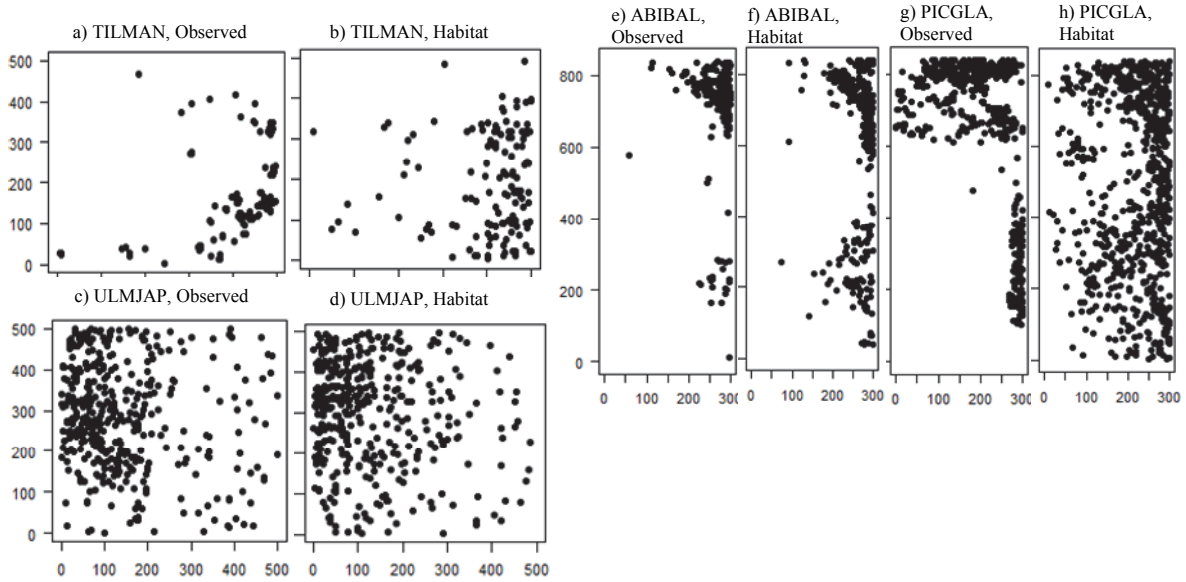 a) TILMAN, Observed
b) TILMAN, Habitat
e) ABIBAL,
Observed
f) ABIBAL,
Habitat
g) PICGLA,
Observed
h) PICGLA,
Habitat
500
400
300
200
100
0
800
600
400
200
0
c) ULMJAP, Observed
d) ULMJAP, Habitat
500
400
300
200
100
0
0 100 200 300 400 500
0 100 200 300 400 500
0 100 200 300
0 100 200 300
0 100 200 300
0 100 200 300